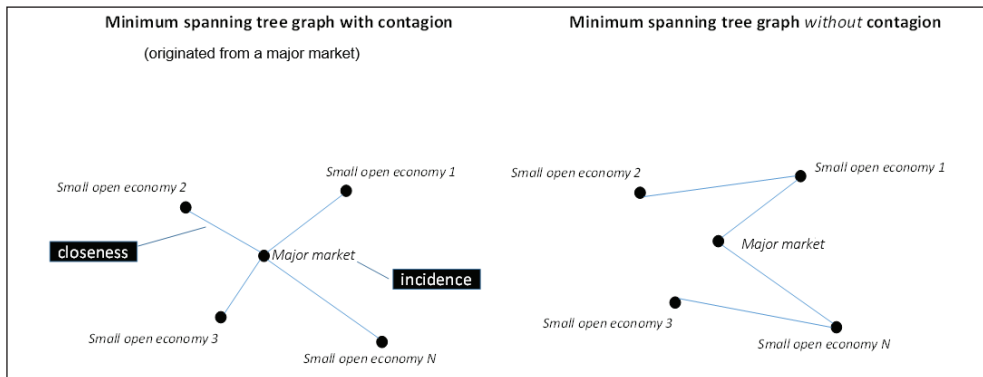 Minimum spanning tree graph with contagion
(originated from a major market)
Small open economy 1
Small open economy 2
closeness
Major market
incidence
Small open economy 3
Small open economy N
Minimum spanning tree graph without contagion
Small open economy 1
Small open economy 2
Major market
Small open economy 3
Small open economy N